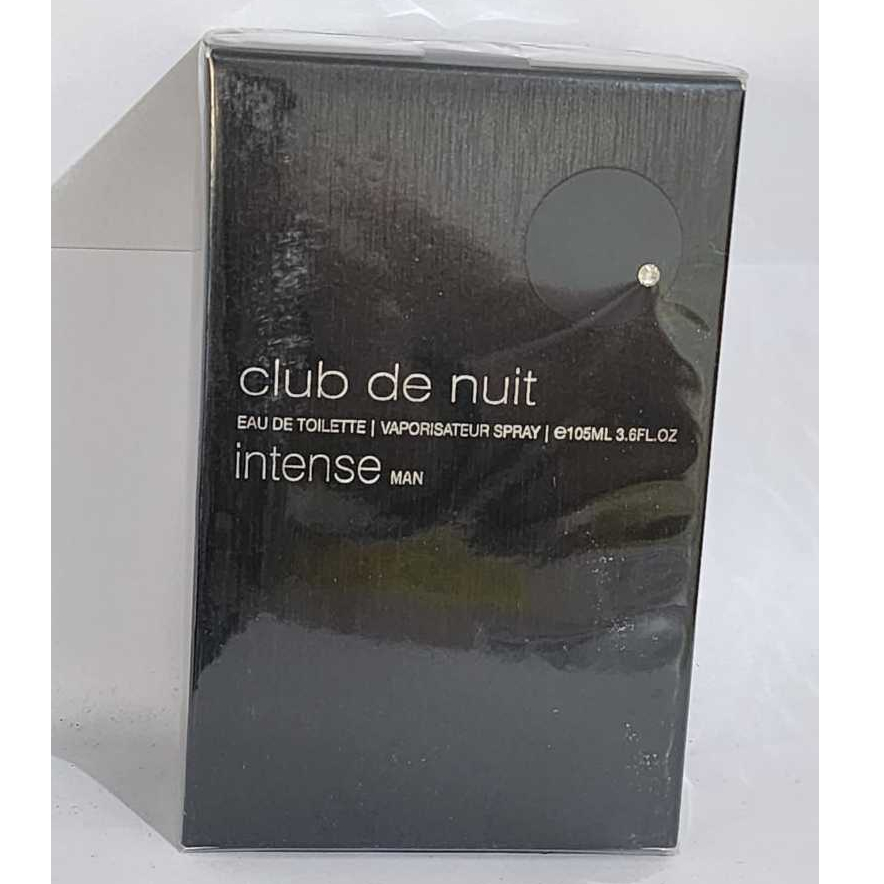 club de nuit
EAU DE TOILETTE | VAPORISATEUR SPRAY | ℮105ML 3.6FL.OZ
intense MAN